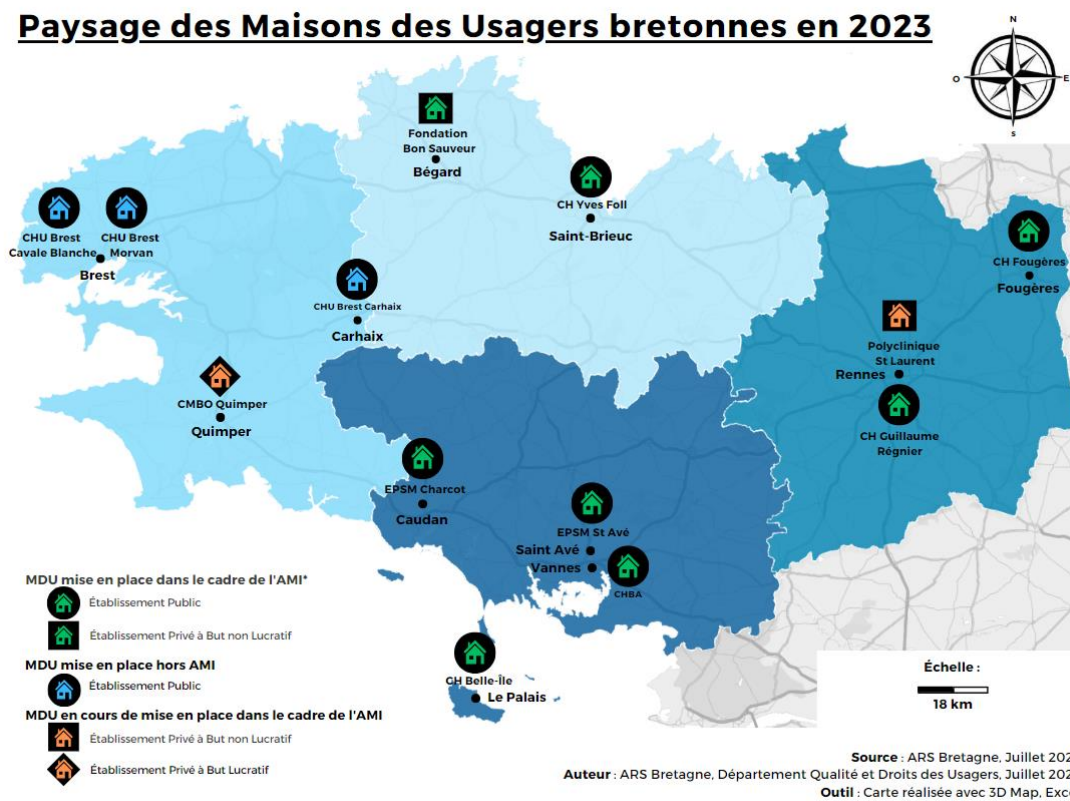 Paysage des Maisons des Usagers bretonnes en 2023
N
O
E
S
Fondation
Bon Sauveur
Bégard
CH Yves Foll
Saint-Brieuc
CHU Brest
Cavale Blanche
CHU Brest
Morvan
Brest
CH Fougères
Fougères
CHU Brest Carhaix
Carhaix
Polyclinique
St Laurent
Rennes
CMBO Quimper
Quimper
CH Guillaume
Régnier
EPSM Charcot
Caudan
EPSM St Avé
Saint Avé
Vannes
CHBA
CH Belle-Île
Le Palais
MDU mise en place dans le cadre de l'AMI*
Établissement Public
Établissement Privé à But non Lucratif
MDU mise en place hors AMI
Établissement Public
MDU en cours de mise en place dans le cadre de l'AMI
Établissement Privé à But non Lucratif
Établissement Privé à But Lucratif
Échelle :
18 km
Source : ARS Bretagne, Juillet 202
Auteur : ARS Bretagne, Département Qualité et Droits des Usagers, Juillet 202
Outil : Carte réalisée avec 3D Map, Exce